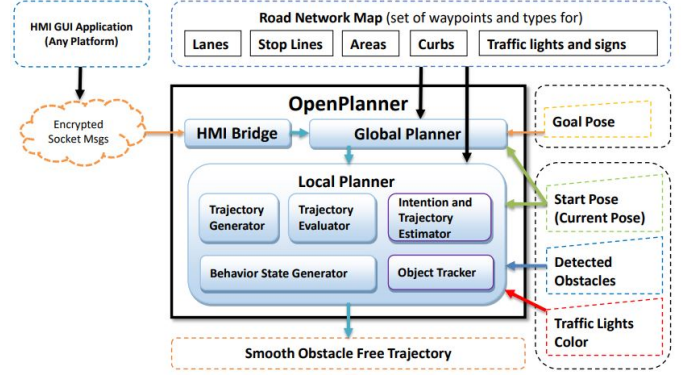 HMI GUI Application
(Any Platform)
Road Network Map (set of waypoints and types for)
Lanes
Stop Lines
Areas
Curbs
Traffic lights and signs
Encrypted
Socket Msgs
OpenPlanner
HMI Bridge
Global Planner
Local Planner
Trajectory
Generator
Trajectory
Evaluator
Intention and
Trajectory
Estimator
Behavior State Generator
Object Tracker
Goal Pose
Start Pose
(Current Pose)
Detected
Obstacles
Traffic Lights
Color
Smooth Obstacle Free Trajectory